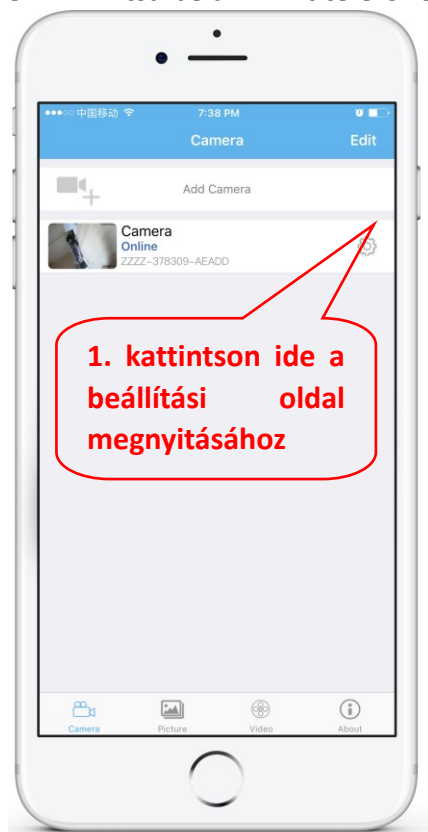 中国移动 7:38 PM
Camera Edit
Add Camera
Camera
Online
ZZZZ-378309-AEADD
1. kattintson ide a
beállítási oldal
megnyitásához
Camera Picture Video About